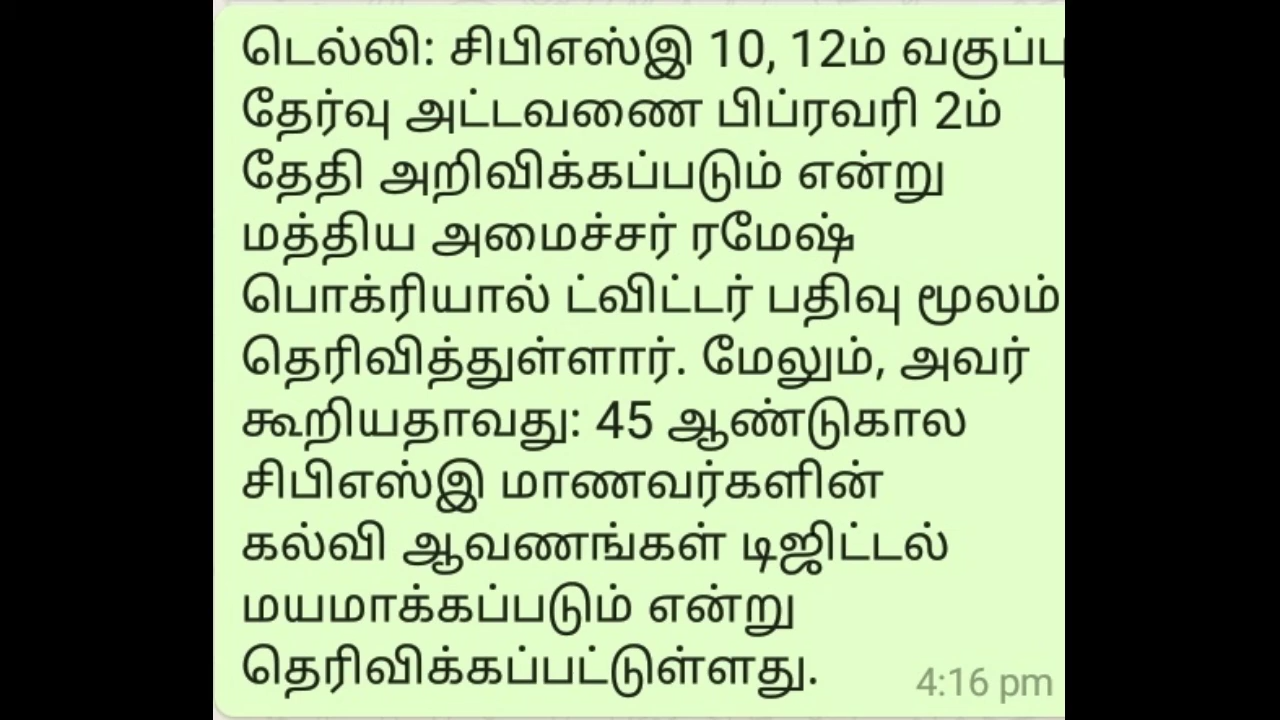 டெல்லி: சிபிஎஸ்இ 10, 12ம் வகுப்பு
தேர்வு அட்டவணை பிப்ரவரி 2ம்
தேதி அறிவிக்கப்படும் என்று
மத்திய அமைச்சர் ரமேஷ்
பொக்ரியால் ட்விட்டர் பதிவு மூலம்
தெரிவித்துள்ளார். மேலும், அவர்
கூறியதாவது: 45 ஆண்டுகால
சிபிஎஸ்இ மாணவர்களின்
கல்வி ஆவணங்கள் டிஜிட்டல்
மயமாக்கப்படும் என்று
தெரிவிக்கப்பட்டுள்ளது.
4:16 pm